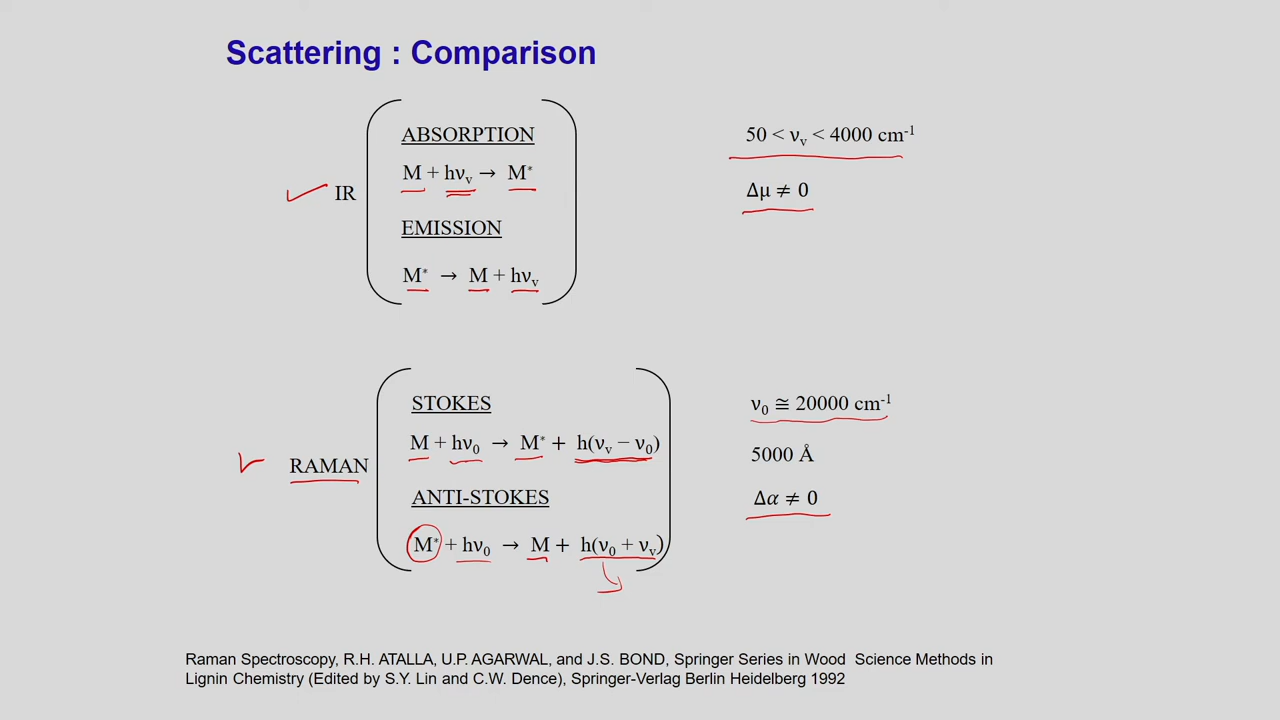 Scattering : Comparison
ABSORPTION
50 < νᵥ < 4000 cm⁻¹
M + hνᵥ → M*
IR
Δμ ≠ 0
EMISSION
M* → M + hνᵥ
STOKES
ν₀ ≅ 20000 cm⁻¹
M + hν₀ → M* + h(νᵥ − ν₀)
5000 Å
RAMAN
ANTI-STOKES
Δα ≠ 0
M* + hν₀ → M + h(ν₀ + νᵥ)
Raman Spectroscopy, R.H. ATALLA, U.P. AGARWAL, and J.S. BOND, Springer Series in Wood Science Methods in
Lignin Chemistry (Edited by S.Y. Lin and C.W. Dence), Springer-Verlag Berlin Heidelberg 1992